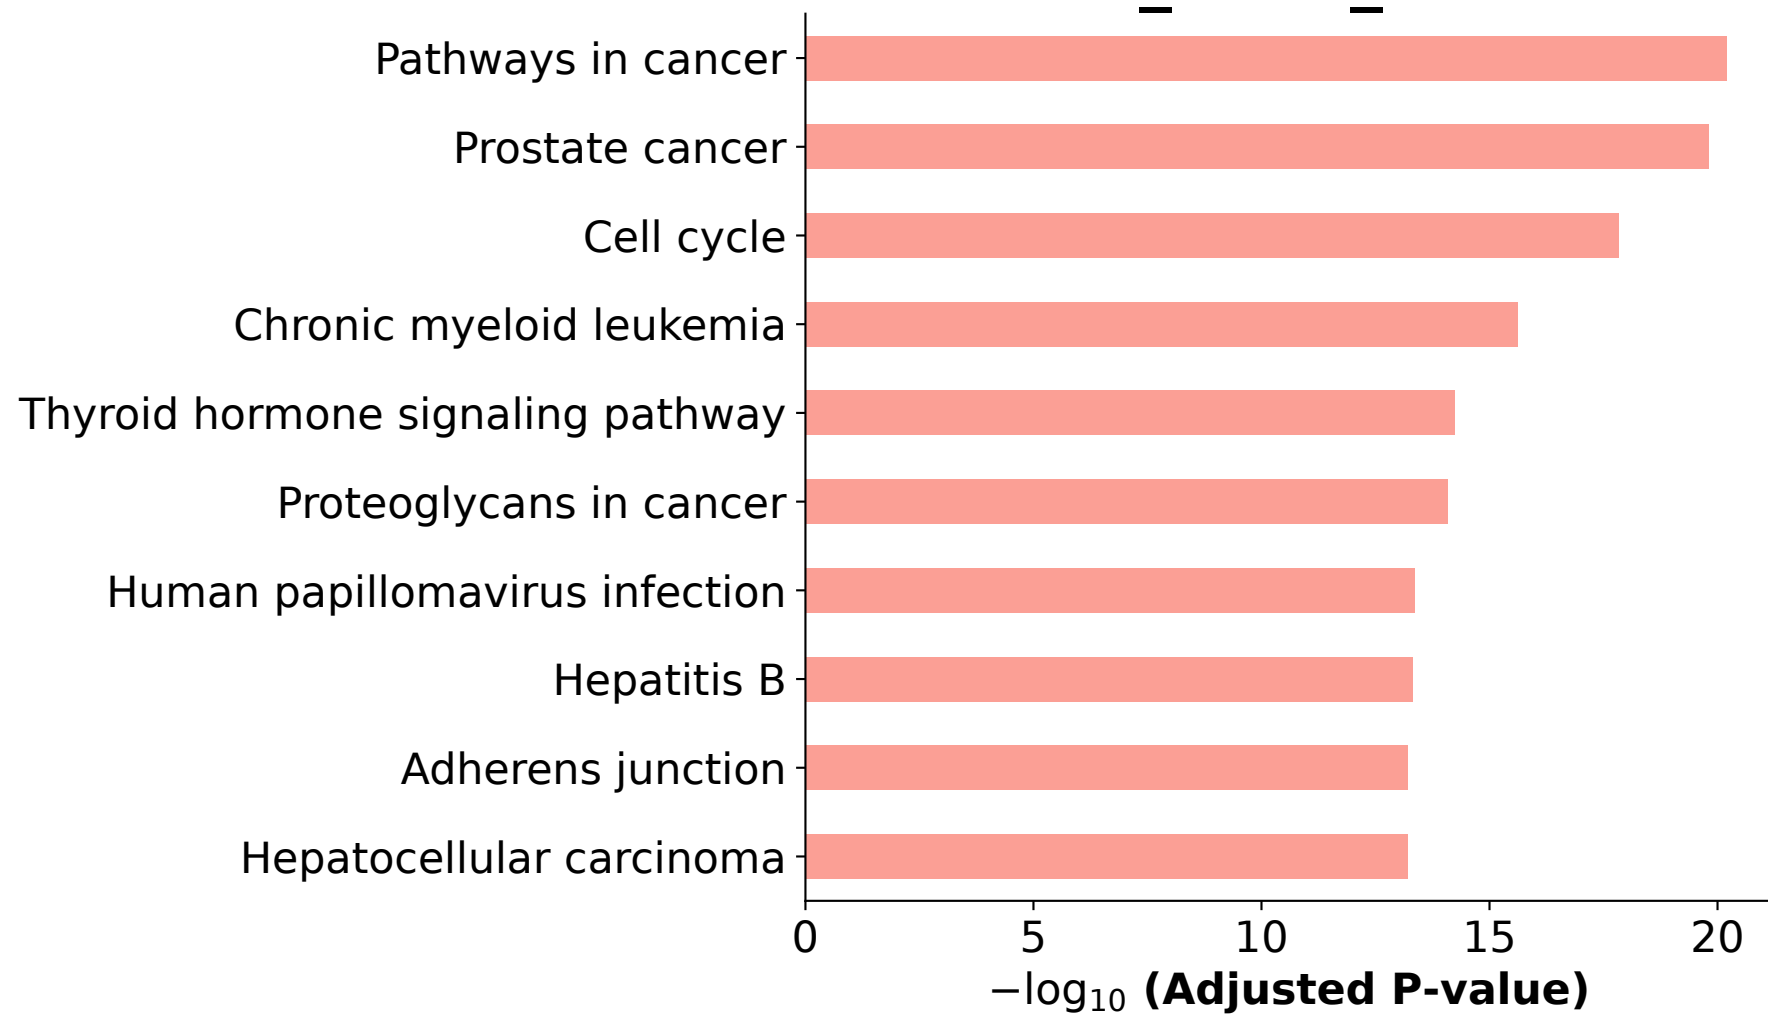 Pathways in cancer
Prostate cancer
Cell cycle
Chronic myeloid leukemia
Thyroid hormone signaling pathway
Proteoglycans in cancer
Human papillomavirus infection
Hepatitis B
Adherens junction
Hepatocellular carcinoma
0 5 10 15 20
−log₁₀ (Adjusted P-value)